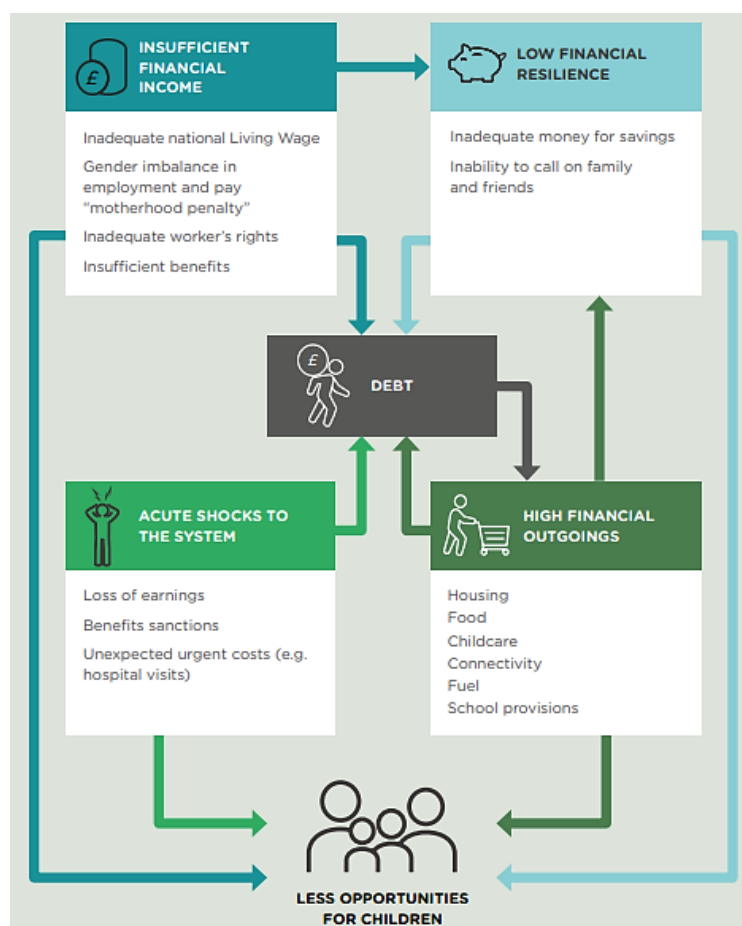 INSUFFICIENT
FINANCIAL
INCOME
Inadequate national Living Wage
Gender imbalance in
employment and pay
“motherhood penalty”
Inadequate worker's rights
Insufficient benefits
LOW FINANCIAL
RESILIENCE
Inadequate money for savings
Inability to call on family
and friends
£
£
DEBT
ACUTE SHOCKS TO
THE SYSTEM
Loss of earnings
Benefits sanctions
Unexpected urgent costs (e.g.
hospital visits)
HIGH FINANCIAL
OUTGOINGS
Housing
Food
Childcare
Connectivity
Fuel
School provisions
LESS OPPORTUNITIES
FOR CHILDREN